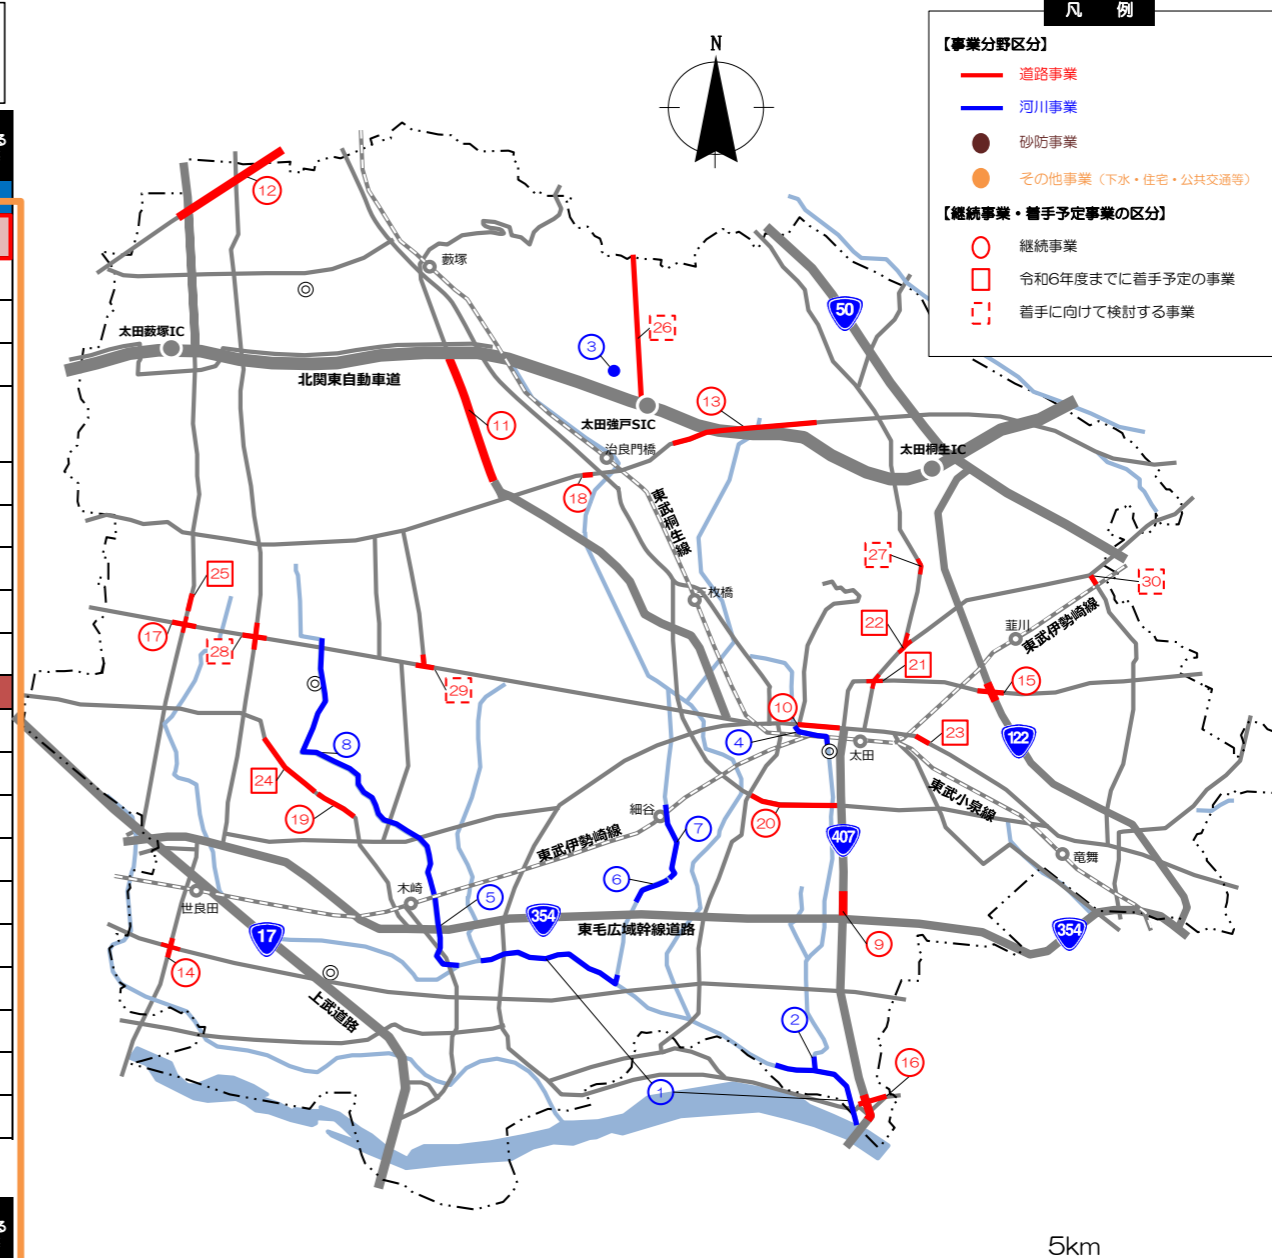 凡 例
【事業分野区分】
道路事業
河川事業
砂防事業
その他事業（下水・住宅・公共交通等）
【継続事業・着手予定事業の区分】
継続事業
令和6年度までに着手予定の事業
着手に向けて検討する事業
N
る
12
藪塚
50
太田藪塚IC
3
26
北関東自動車道
13
太田強戸SIC
11
治良門橋
太田桐生IC
18
東武桐生線
27
25
30
三枚橋
17
22
韮川
東武伊勢崎線
28
21
29
15
10
8
4
23
122
太田
24
東武小泉線
19
細谷
7
20
407
東武伊勢崎線
竜舞
6
木崎
世良田
5
354
17
東毛広域幹線道路
354
9
14
上武道路
2
16
1
る
5km